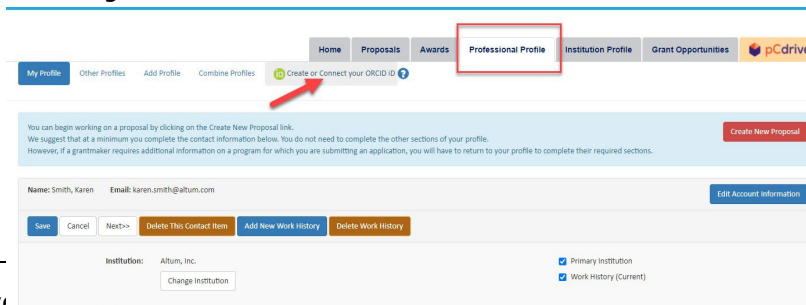 Home Proposals Awards Professional Profile Institution Profile Grant Opportunities pCdrive
My Profile Other Profiles Add Profile Combine Profiles iD Create or Connect your ORCID iD ?
You can begin working on a proposal by clicking on the Create New Proposal link.
We suggest that at a minimum you complete the contact information below. You do not need to complete the other sections of your profile.
However, if a grantmaker requires additional information on a program for which you are submitting an application, you will have to return to your profile to complete their required sections.
Create New Proposal
Name: Smith, Karen Email: karen.smith@altum.com
Edit Account Information
Save Cancel Next>> Delete This Contact Item Add New Work History Delete Work History
Institution: Altum, Inc. Primary Institution
Change Institution Work History (Current)